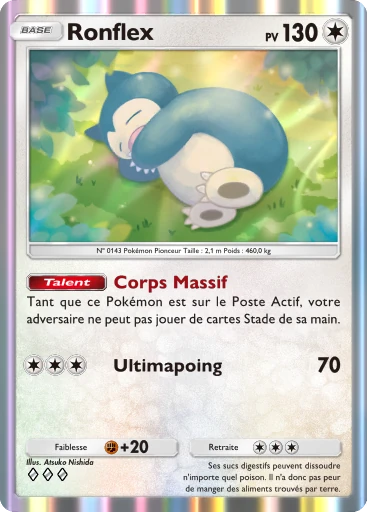 BASE Ronflex PV 130
N° 0143 Pokémon Pionceur Taille : 2,1 m Poids : 460,0 kg
Talent Corps Massif
Tant que ce Pokémon est sur le Poste Actif, votre
adversaire ne peut pas jouer de cartes Stade de sa main.
Ultimapoing 70
Faiblesse +20 Retraite
Illus. Atsuko Nishida
Ses sucs digestifs peuvent dissoudre
n'importe quel poison. Il n'a donc pas peur
de manger des aliments trouvés par terre.